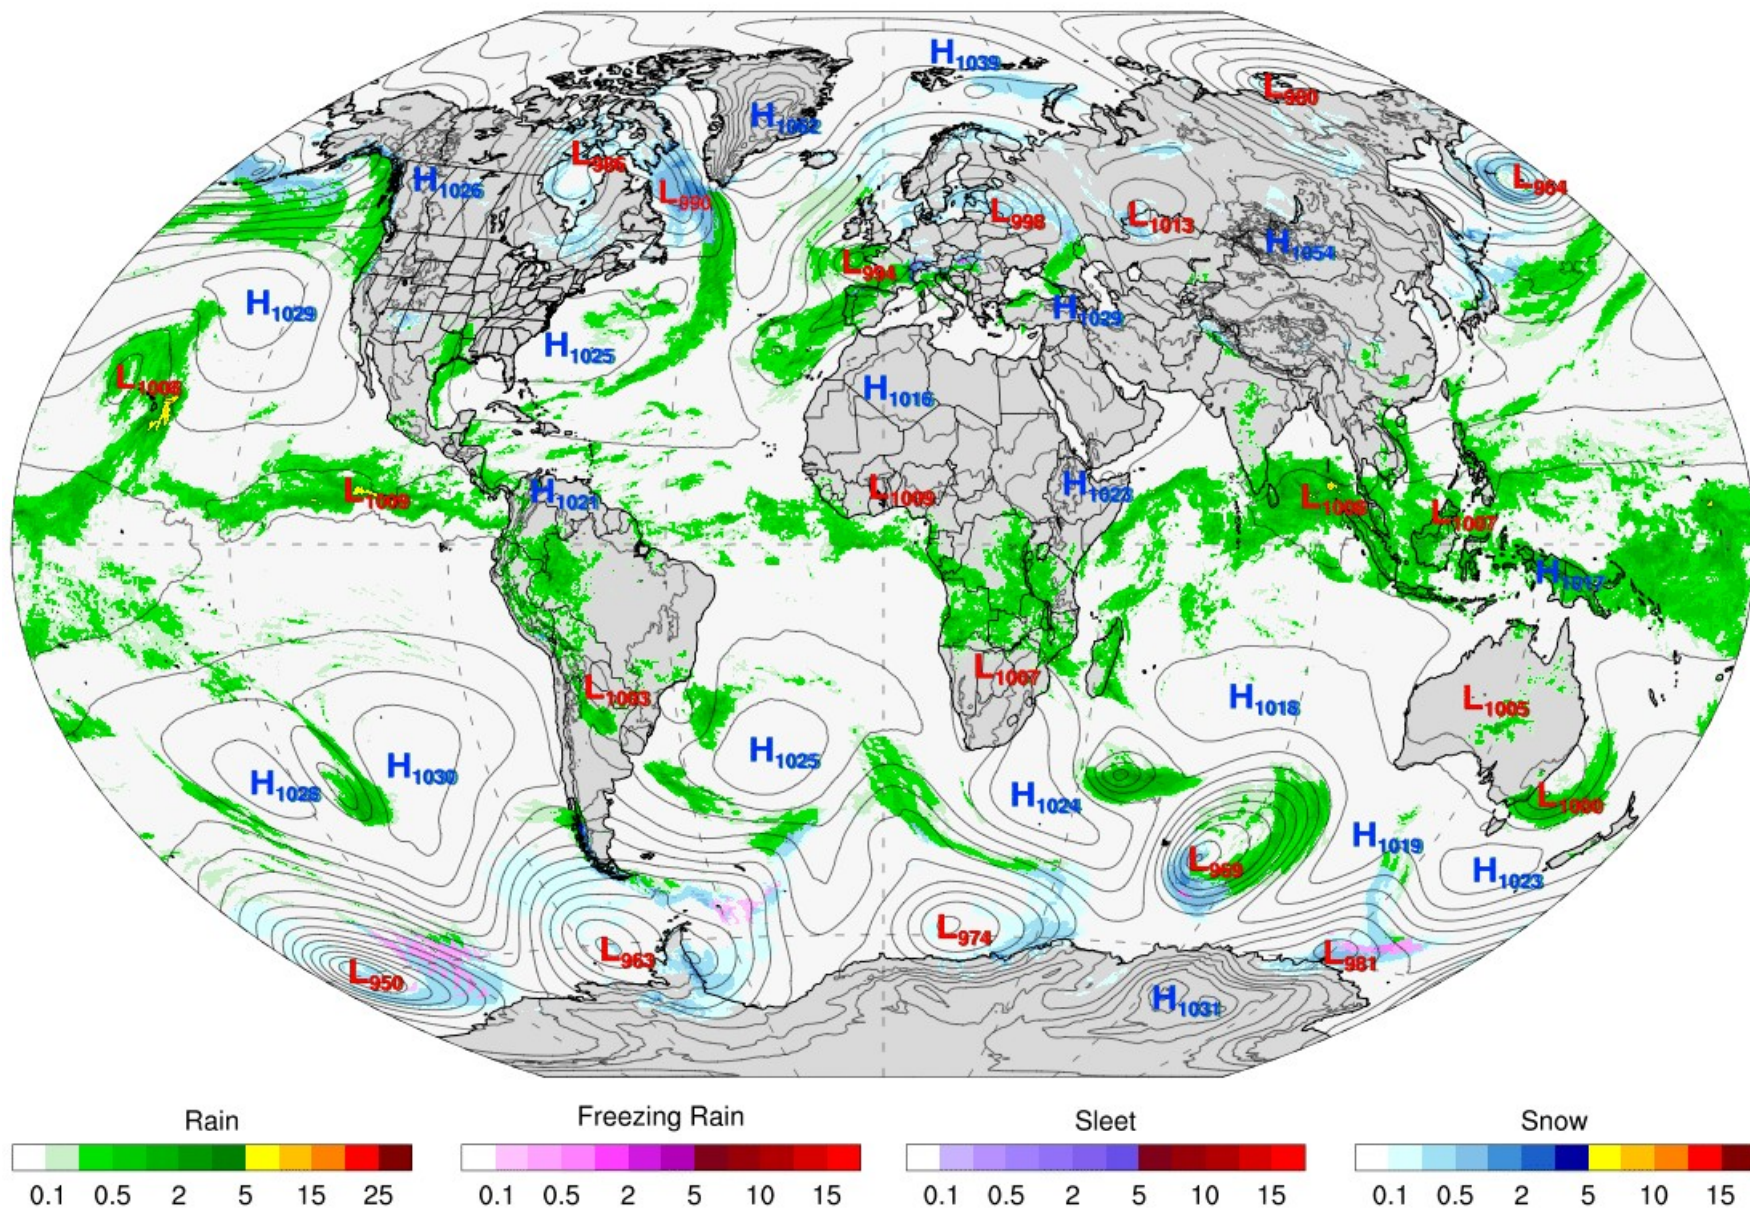 H1039
L980
H1062
L986
L964
H1026
L990
L998
L1013
H1054
L994
H1029
H1029
H1025
L1008
H1016
L1009
H1021
L1009
H1023
L1008
L1007
H1017
L1007
L1003
H1018
L1005
H1025
H1030
H1028
H1024
L1000
H1019
L969
H1023
L974
L963
L981
L950
H1031
Rain
Freezing Rain
Sleet
Snow
0.1 0.5 2 5 15 25
0.1 0.5 2 5 10 15
0.1 0.5 2 5 10 15
0.1 0.5 2 5 10 15